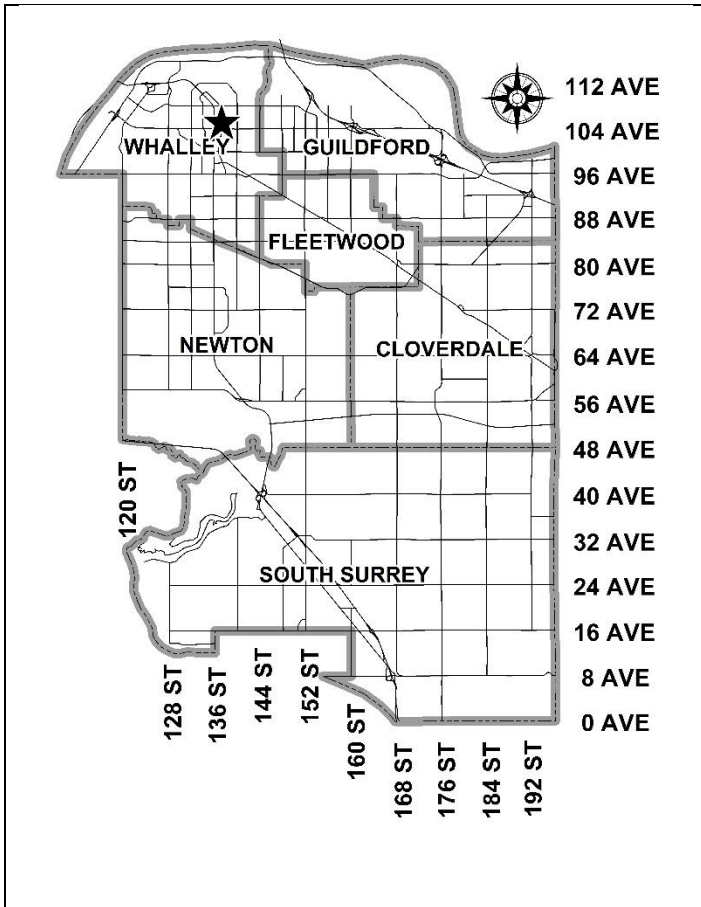 112 AVE
104 AVE
WHALLEY
GUILDFORD
96 AVE
88 AVE
FLEETWOOD
80 AVE
72 AVE
NEWTON
CLOVERDALE
64 AVE
56 AVE
48 AVE
120 ST
40 AVE
32 AVE
SOUTH SURREY
24 AVE
16 AVE
8 AVE
0 AVE
128 ST
136 ST
144 ST
152 ST
160 ST
168 ST
176 ST
184 ST
192 ST